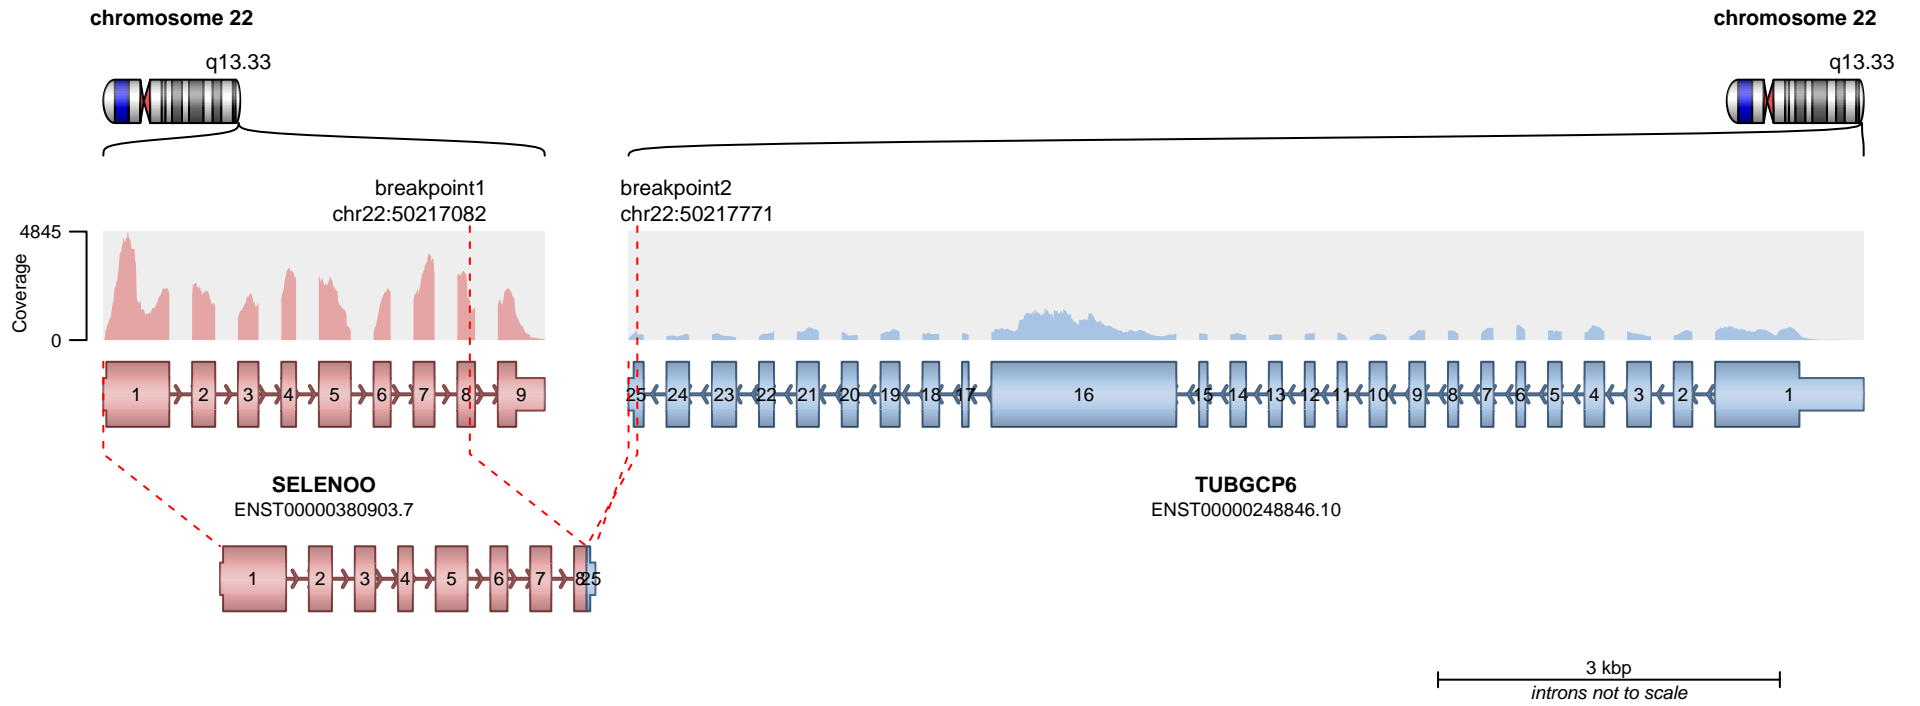 chromosome 22
chromosome 22
q13.33
q13.33
breakpoint1
chr22:50217082
breakpoint2
chr22:50217771
4845
Coverage
0
1 2 3 4 5 6 7 8 9
25 24 23 22 21 20 19 18 17 16 15 14 13 12 11 10 9 8 7 6 5 4 3 2 1
SELENOO
ENST00000380903.7
TUBGCP6
ENST00000248846.10
1 2 3 4 5 6 7 8 25
3 kbp
introns not to scale